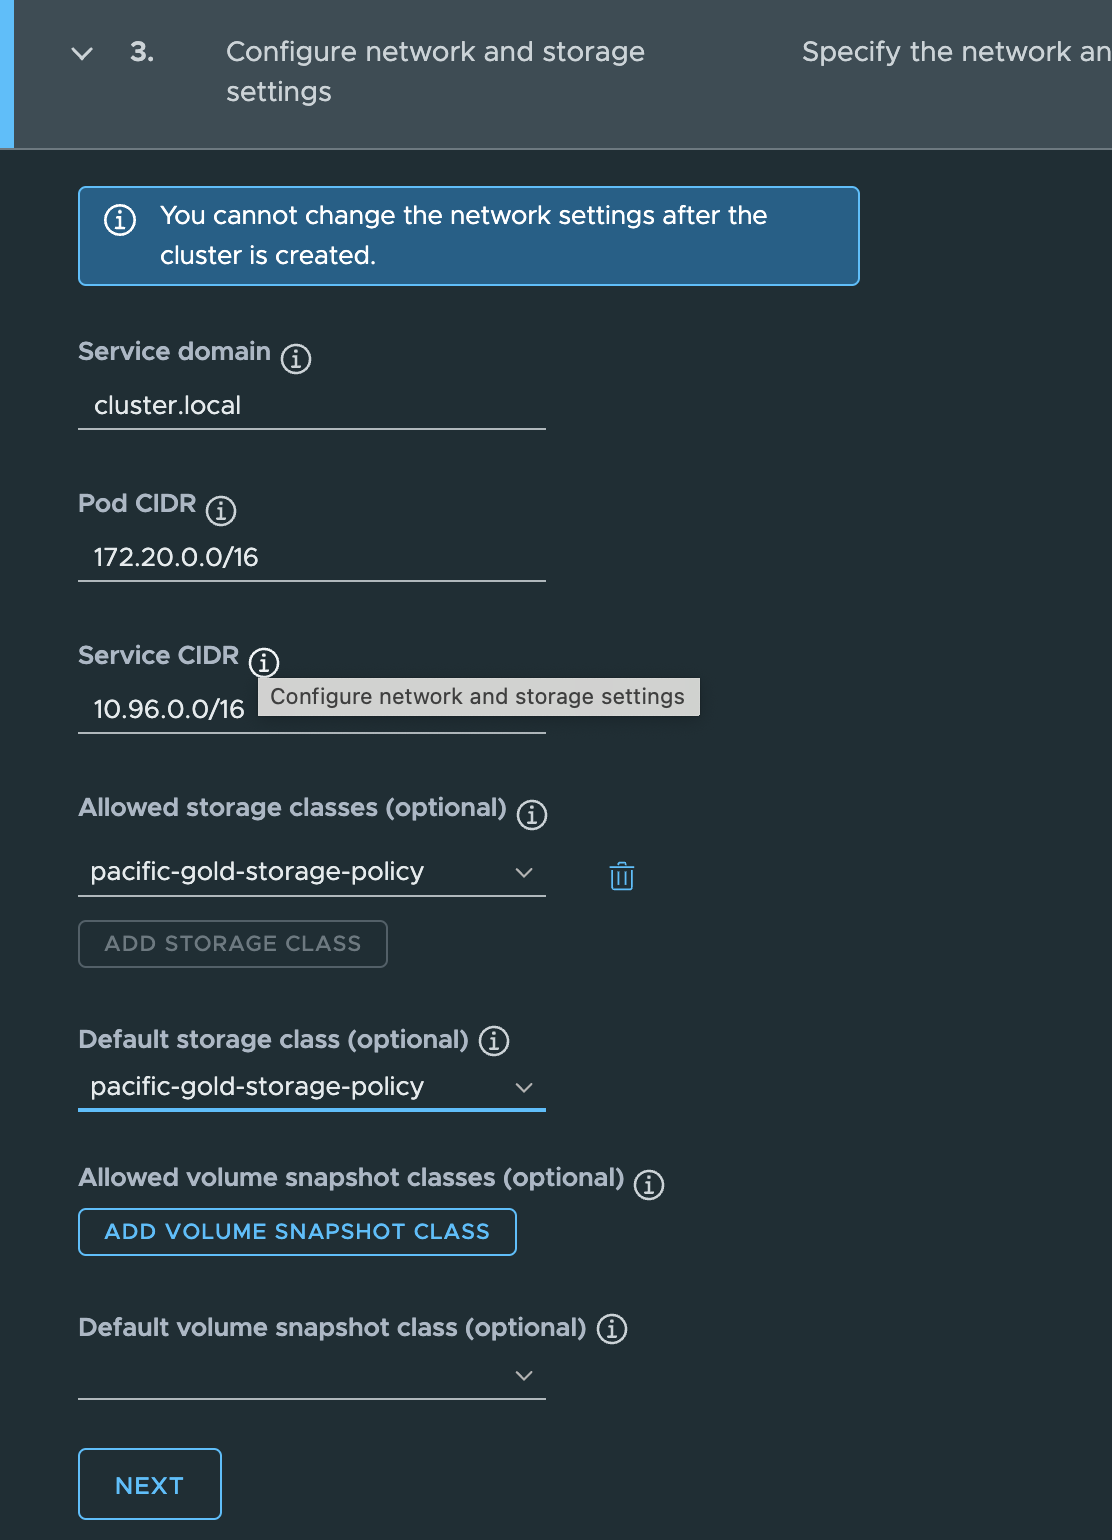 3.
Configure network and storage
settings
Specify the network an
You cannot change the network settings after the
cluster is created.
Service domain
cluster.local
Pod CIDR
172.20.0.0/16
Service CIDR
Configure network and storage settings
10.96.0.0/16
Allowed storage classes (optional)
pacific-gold-storage-policy
ADD STORAGE CLASS
Default storage class (optional)
pacific-gold-storage-policy
Allowed volume snapshot classes (optional)
ADD VOLUME SNAPSHOT CLASS
Default volume snapshot class (optional)
NEXT